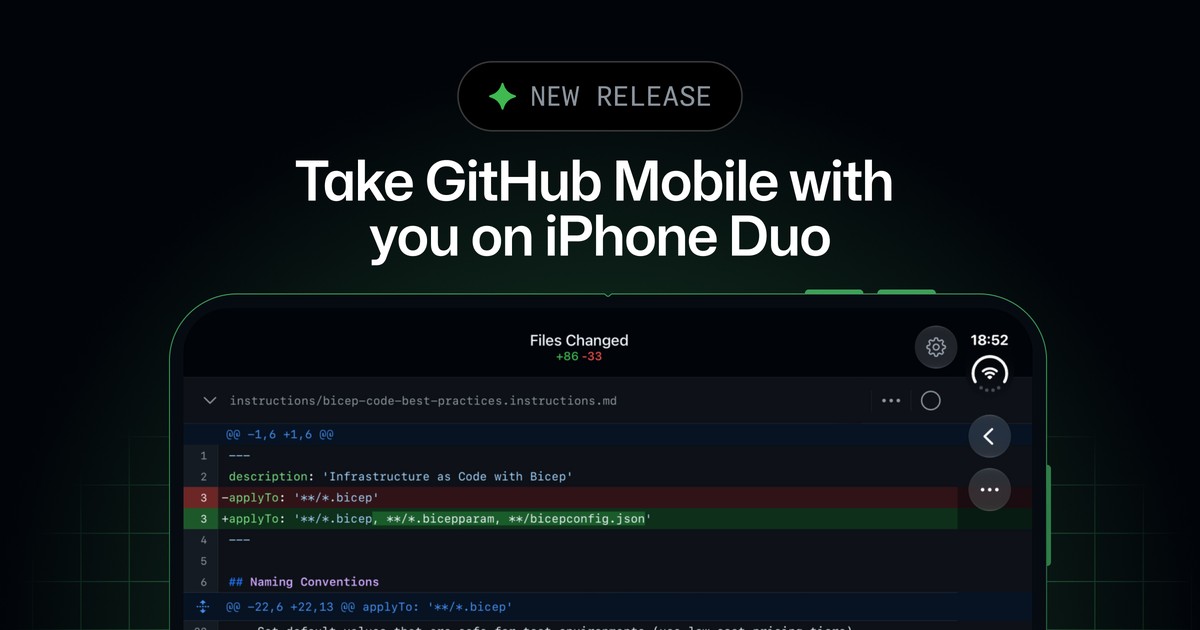 NEW RELEASE
Take GitHub Mobile with
you on iPhone Duo
Files Changed
+86 -33
18:52
instructions/bicep-code-best-practices.instructions.md
@@ -1,6 +1,6 @@
1 ---
2 description: 'Infrastructure as Code with Bicep'
3 -applyTo: '**/*.bicep'
3 +applyTo: '**/*.bicep, **/*.bicepparam, **/bicepconfig.json'
4 ---
5
6 ## Naming Conventions
@@ -22,6 +22,13 @@ applyTo: '**/*.bicep'